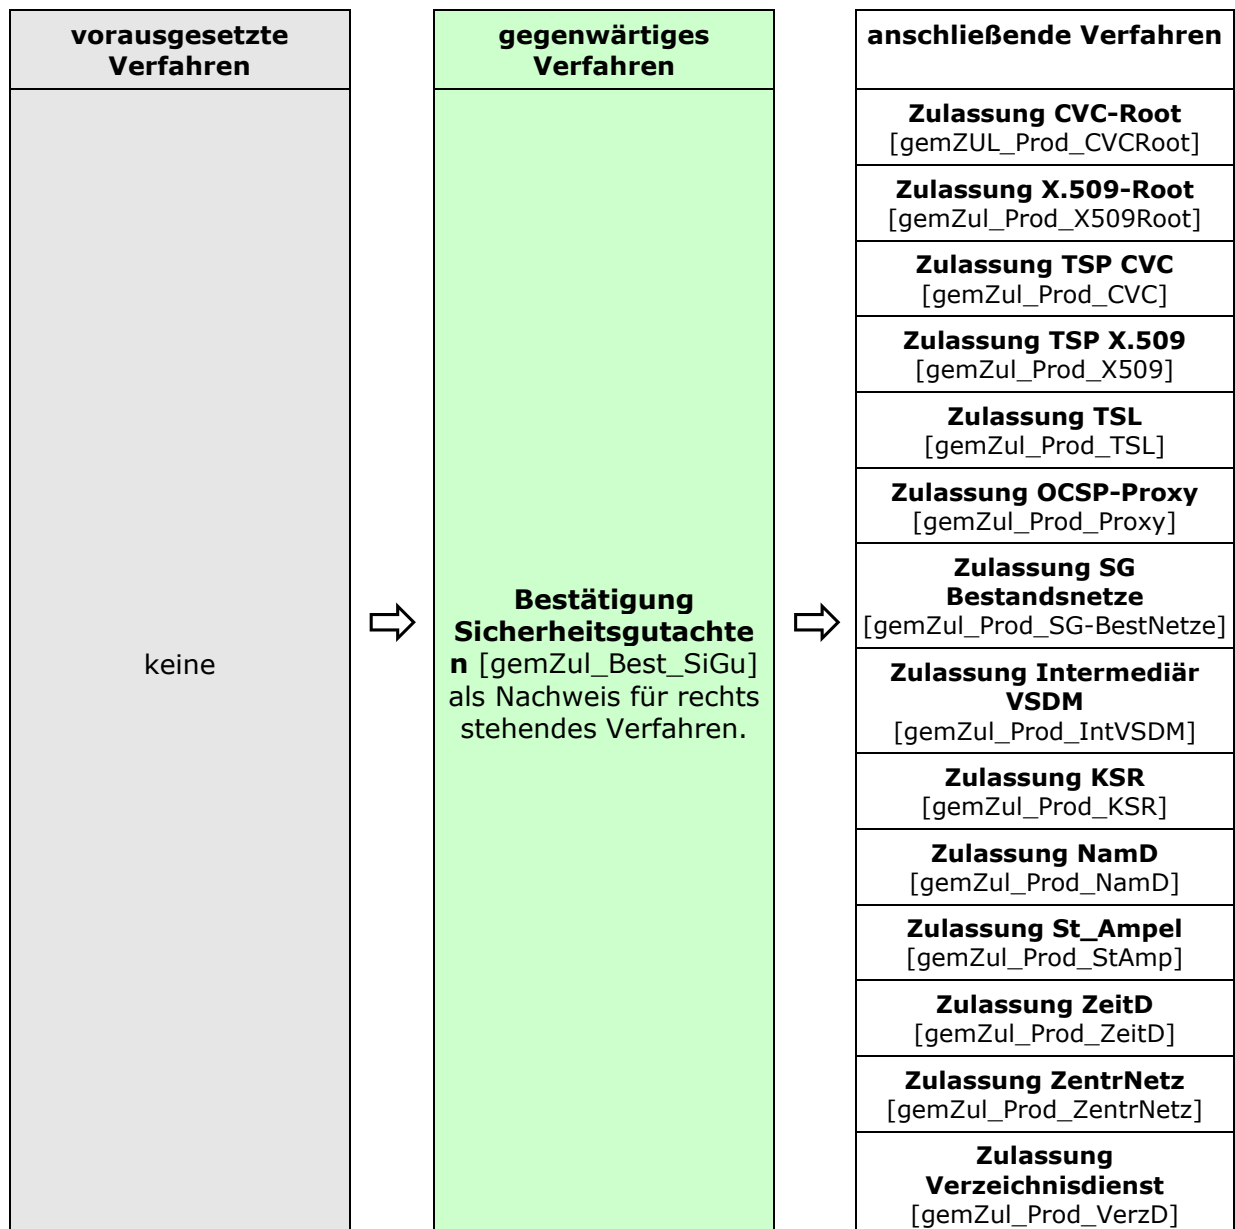 vorausgesetzte
Verfahren
keine
gegenwärtiges
Verfahren
Bestätigung
Sicherheitsgutachte
n [gemZul_Best_SiGu]
als Nachweis für rechts
stehendes Verfahren.
anschließende Verfahren
Zulassung CVC-Root
[gemZUL_Prod_CVCRoot]
Zulassung X.509-Root
[gemZul_Prod_X509Root]
Zulassung TSP CVC
[gemZul_Prod_CVC]
Zulassung TSP X.509
[gemZul_Prod_X509]
Zulassung TSL
[gemZul_Prod_TSL]
Zulassung OCSP-Proxy
[gemZul_Prod_Proxy]
Zulassung SG
Bestandsnetze
[gemZul_Prod_SG-BestNetze]
Zulassung Intermediär
VSDM
[gemZul_Prod_IntVSDM]
Zulassung KSR
[gemZul_Prod_KSR]
Zulassung NamD
[gemZul_Prod_NamD]
Zulassung St_Ampel
[gemZul_Prod_StAmp]
Zulassung ZeitD
[gemZul_Prod_ZeitD]
Zulassung ZentrNetz
[gemZul_Prod_ZentrNetz]
Zulassung
Verzeichnisdienst
[gemZul_Prod_VerzD]